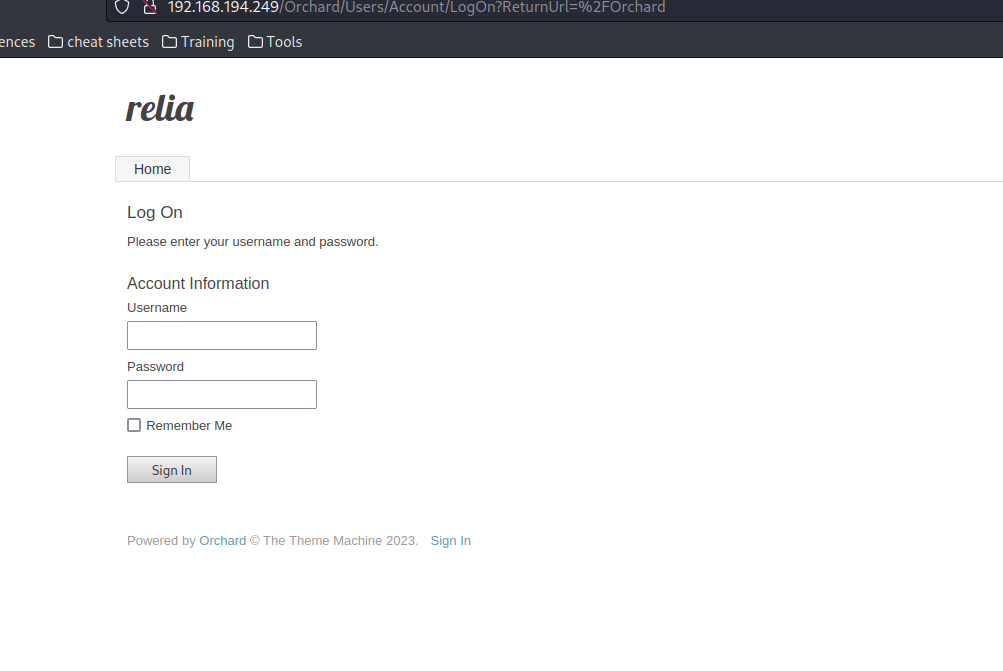 192.168.194.249/Orchard/Users/Account/LogOn?ReturnUrl=%2FOrchard
ences cheat sheets Training Tools
relia
Home
Log On
Please enter your username and password.
Account Information
Username
Password
Remember Me
Sign In
Powered by Orchard © The Theme Machine 2023. Sign In